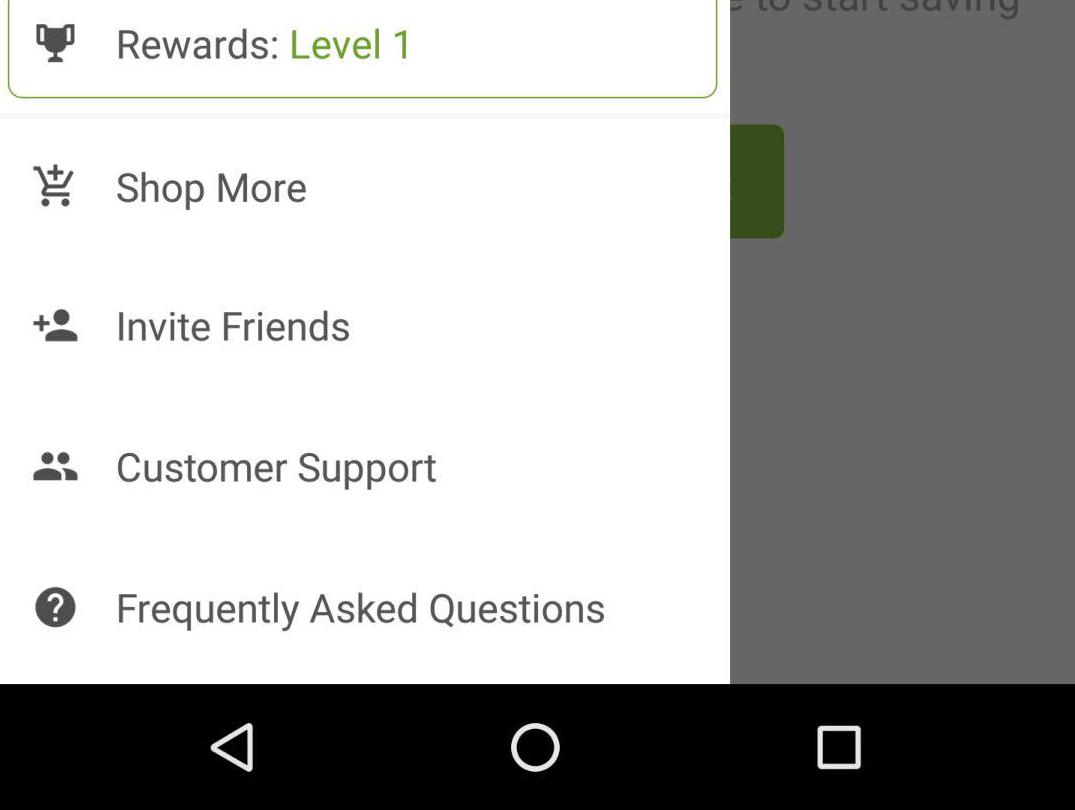 to start saving
Rewards: Level 1
Shop More
Invite Friends
Customer Support
Frequently Asked Questions